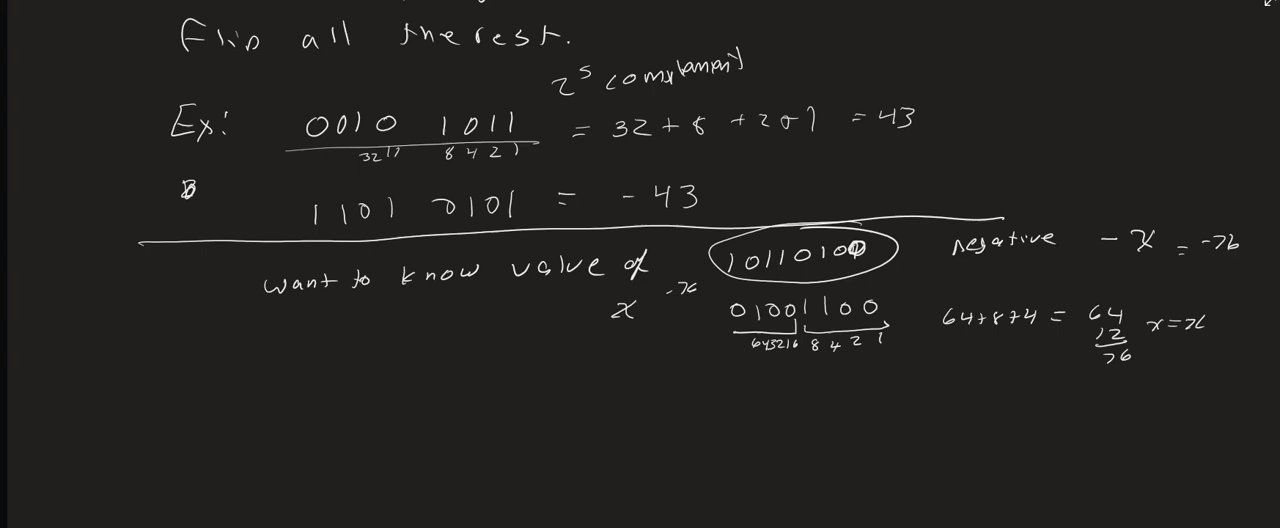 Flip all the rest.
2s complament
Ex: 0010 1011 = 32 + 8 + 2 + 1 = 43
32 16 8 4 2 1
1101 0101 = - 43
want to know value of 10110100 negative - x = -76
x -76 01001100 64+8+4 = 64 x = 76
64 32 16 8 4 2 1 12
76